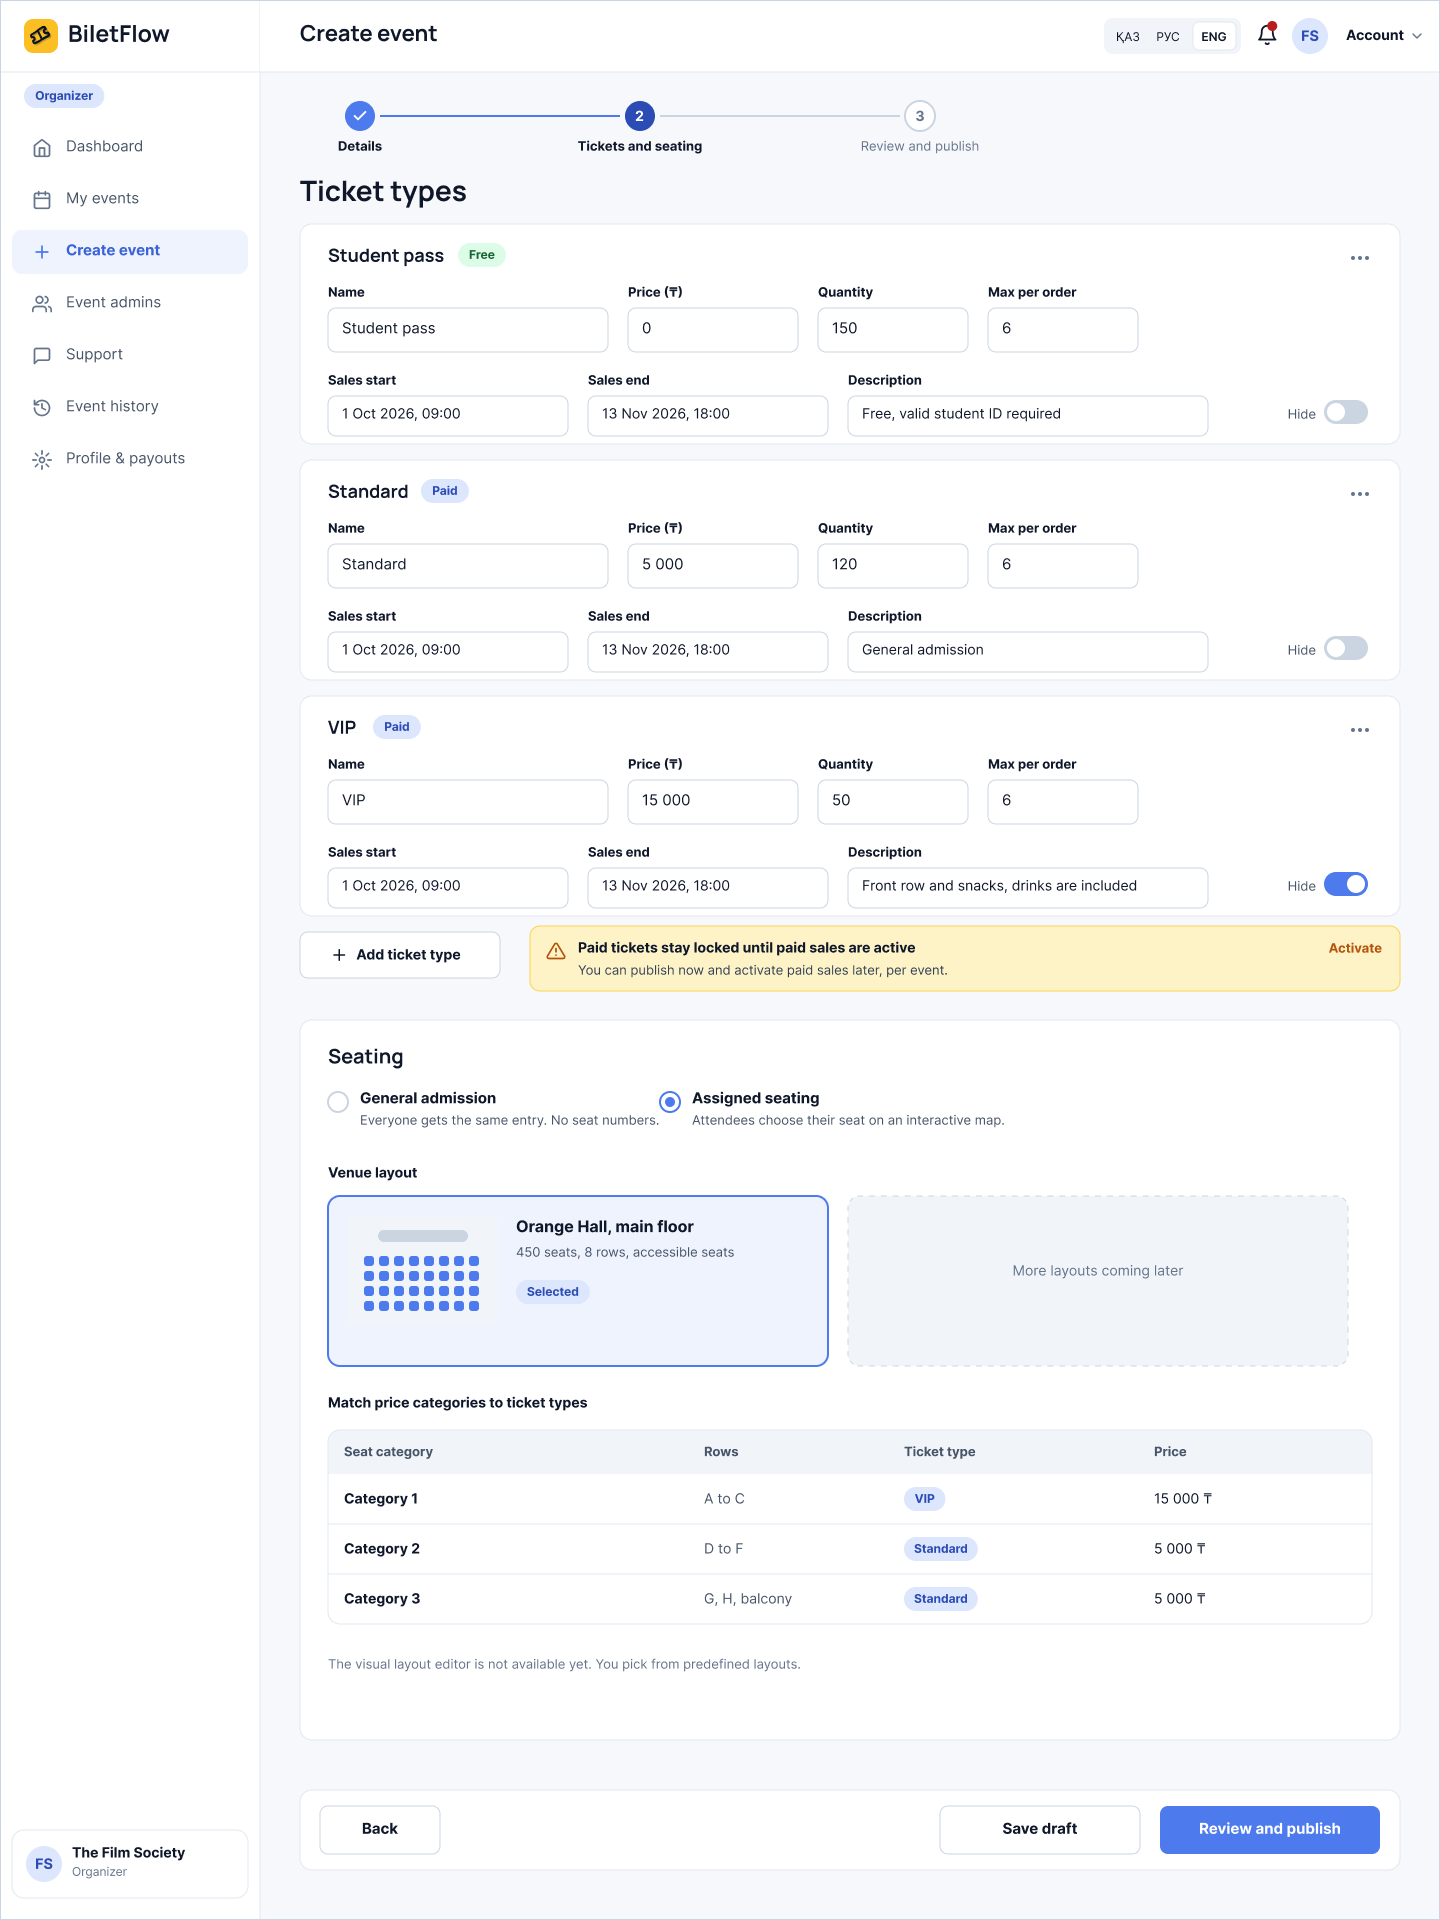 BiletFlow
Create event
ҚАЗ РУС ENG
FS
Account
Organizer
Dashboard
My events
Create event
Event admins
Support
Event history
Profile & payouts
2
3
Details
Tickets and seating
Review and publish
Ticket types
Student pass Free
Name Price (₸) Quantity Max per order
Student pass 0 150 6
Sales start Sales end Description
1 Oct 2026, 09:00 13 Nov 2026, 18:00 Free, valid student ID required Hide
Standard Paid
Name Price (₸) Quantity Max per order
Standard 5 000 120 6
Sales start Sales end Description
1 Oct 2026, 09:00 13 Nov 2026, 18:00 General admission Hide
VIP Paid
Name Price (₸) Quantity Max per order
VIP 15 000 50 6
Sales start Sales end Description
1 Oct 2026, 09:00 13 Nov 2026, 18:00 Front row and snacks, drinks are included Hide
Add ticket type
Paid tickets stay locked until paid sales are active
You can publish now and activate paid sales later, per event.
Activate
Seating
General admission
Everyone gets the same entry. No seat numbers.
Assigned seating
Attendees choose their seat on an interactive map.
Venue layout
Orange Hall, main floor
450 seats, 8 rows, accessible seats
Selected
More layouts coming later
Match price categories to ticket types
Seat category Rows Ticket type Price
Category 1 A to C VIP 15 000 ₸
Category 2 D to F Standard 5 000 ₸
Category 3 G, H, balcony Standard 5 000 ₸
The visual layout editor is not available yet. You pick from predefined layouts.
Back
Save draft
Review and publish
FS
The Film Society
Organizer